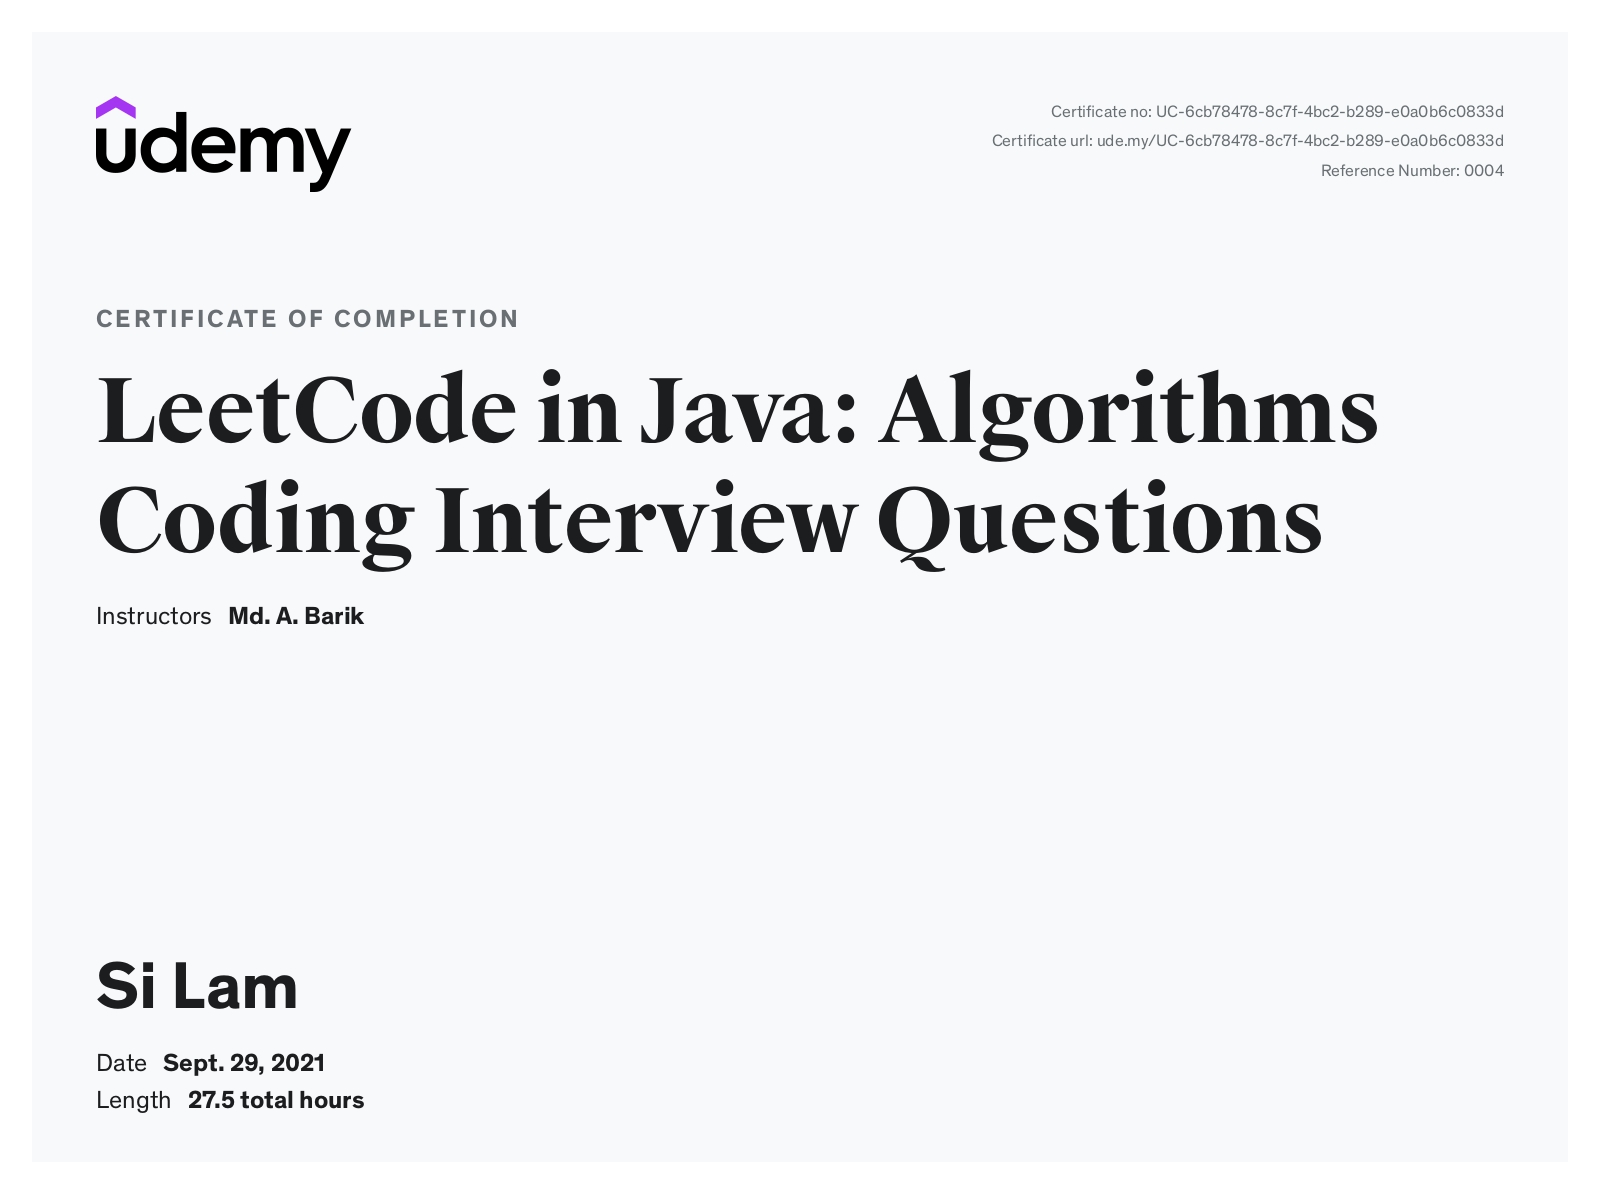 udemy
Certificate no: UC-6cb78478-8c7f-4bc2-b289-e0a0b6c0833d
Certificate url: ude.my/UC-6cb78478-8c7f-4bc2-b289-e0a0b6c0833d
Reference Number: 0004
CERTIFICATE OF COMPLETION
LeetCode in Java: Algorithms
Coding Interview Questions
Instructors Md. A. Barik
Si Lam
Date Sept. 29, 2021
Length 27.5 total hours